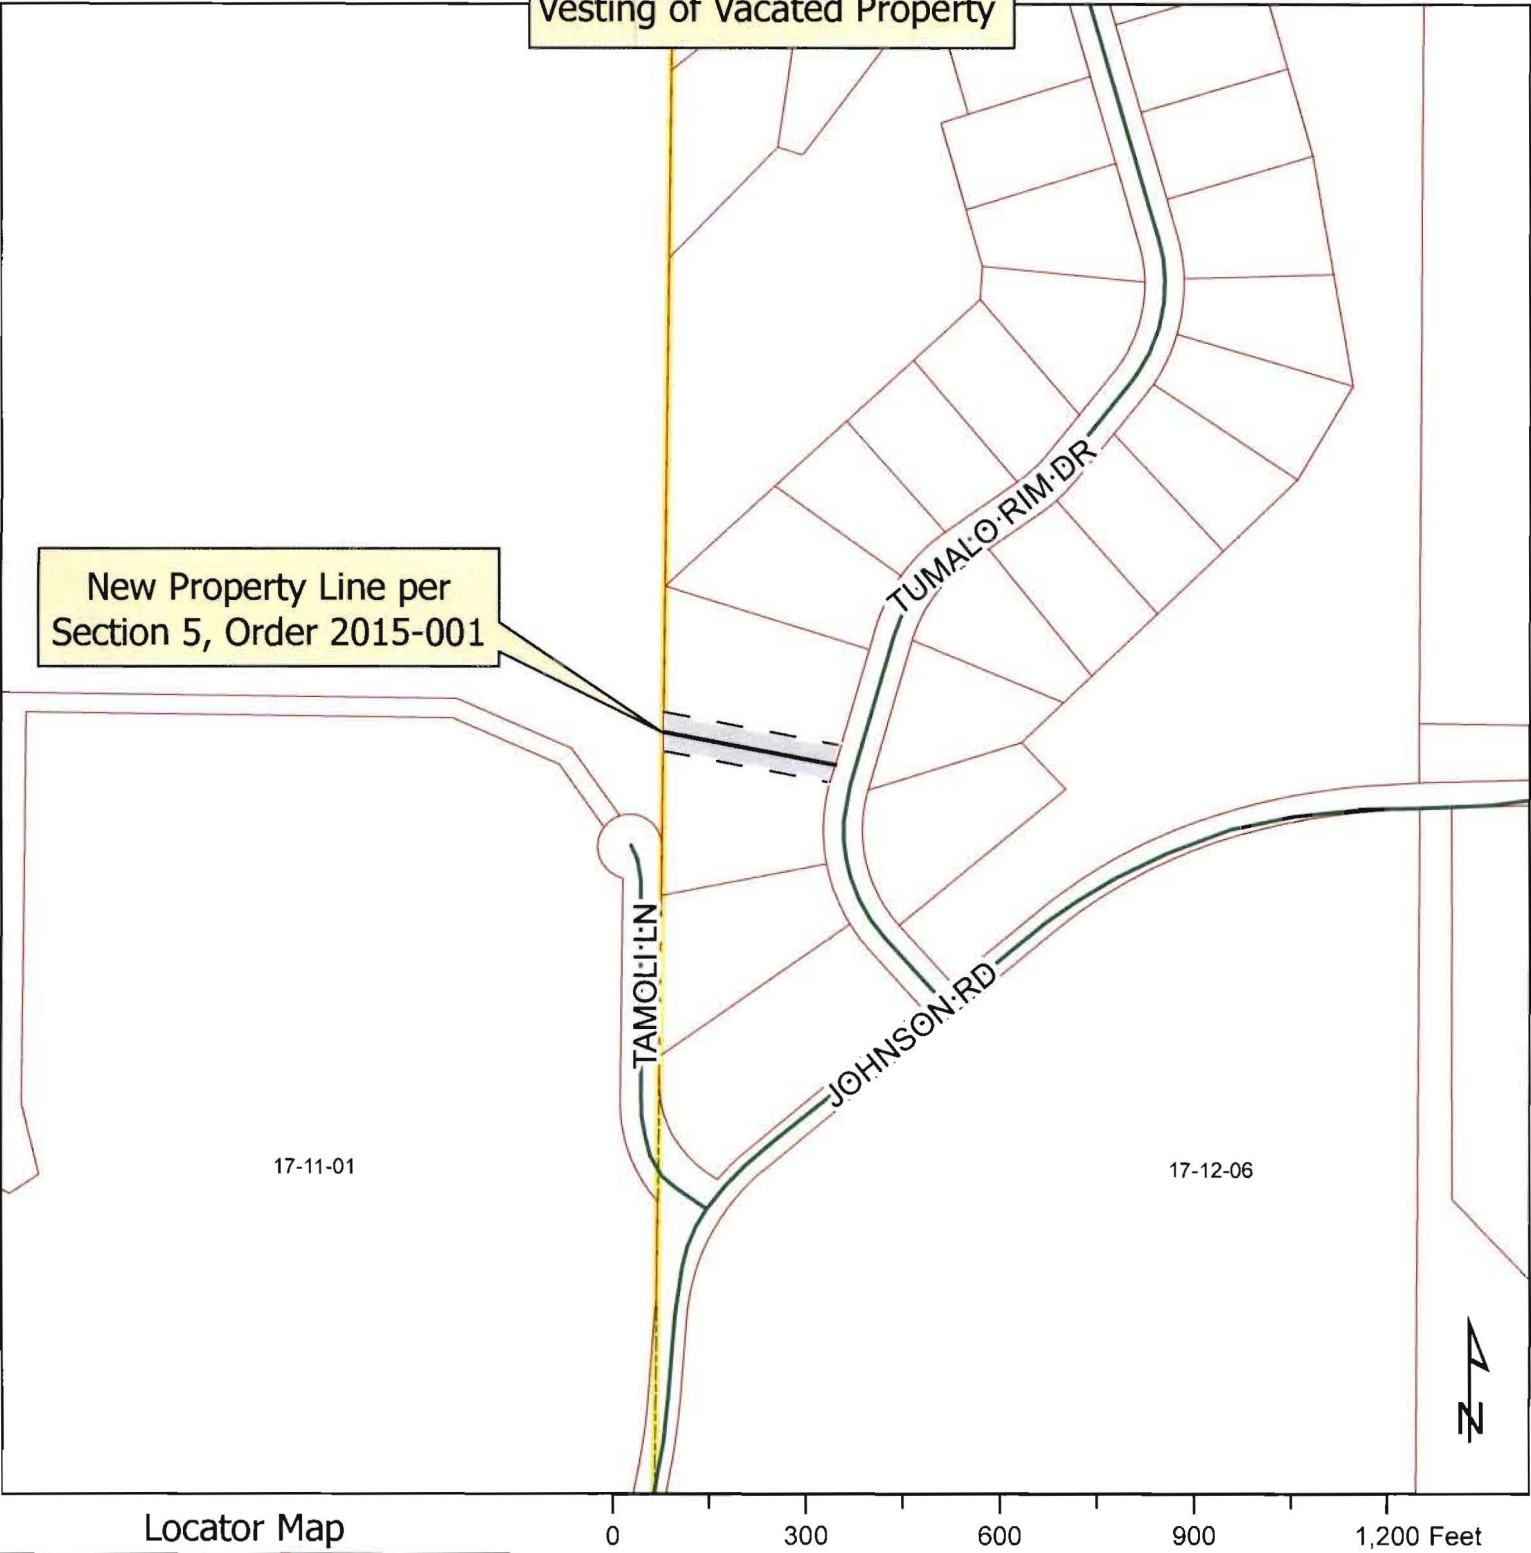 Vesting of Vacated Property
New Property Line per
Section 5, Order 2015-001
TUMALO RIM DR
TAMOLI LN
JOHNSON RD
17-11-01
17-12-06
N
Locator Map
0 300 600 900 1,200 Feet